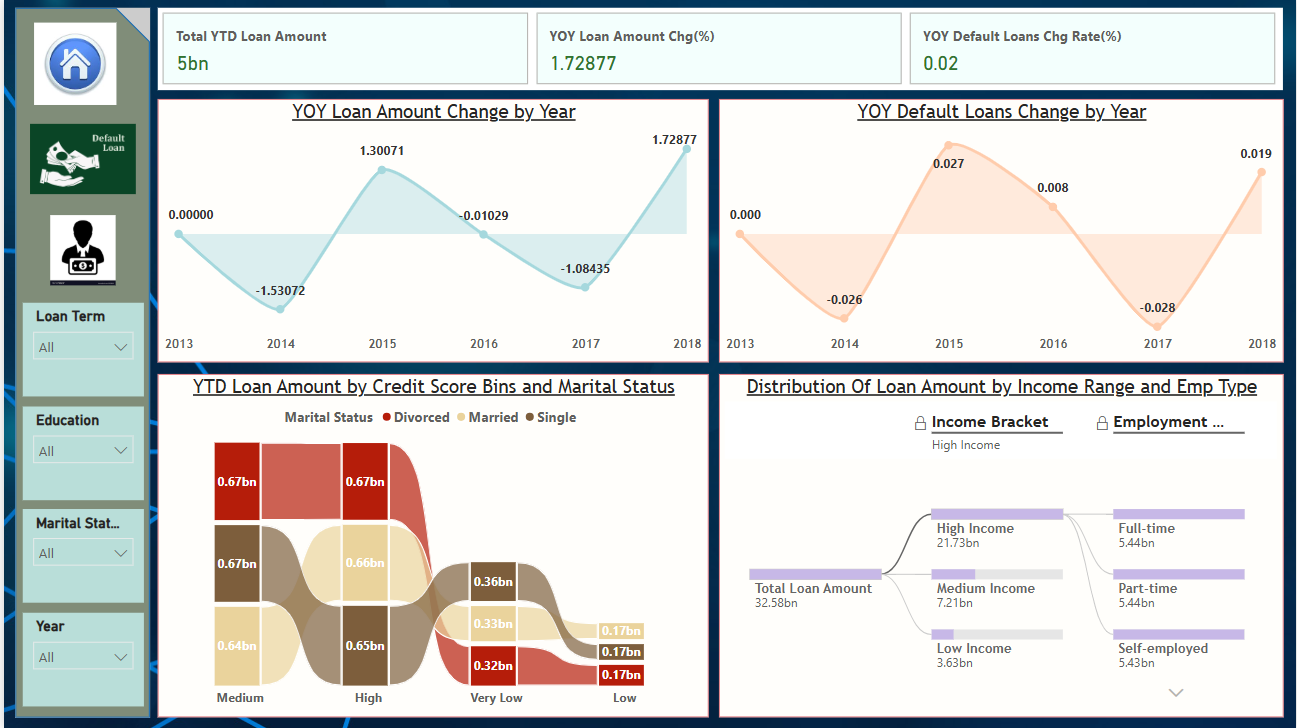 Default
Loan
Loan Term
All
Education
All
Marital Stat...
All
Year
All
Total YTD Loan Amount
5bn
YOY Loan Amount Chg(%)
1.72877
YOY Default Loans Chg Rate(%)
0.02
YOY Loan Amount Change by Year
0.00000
-1.53072
1.30071
-0.01029
-1.08435
1.72877
2013 2014 2015 2016 2017 2018
YOY Default Loans Change by Year
0.000
-0.026
0.027
0.008
-0.028
0.019
2013 2014 2015 2016 2017 2018
YTD Loan Amount by Credit Score Bins and Marital Status
Marital Status Divorced Married Single
0.67bn 0.67bn
0.67bn 0.66bn 0.36bn
0.64bn 0.65bn 0.33bn 0.17bn
0.32bn 0.17bn
0.17bn
Medium High Very Low Low
Distribution Of Loan Amount by Income Range and Emp Type
Income Bracket Employment ...
High Income
Total Loan Amount
32.58bn
High Income
21.73bn
Medium Income
7.21bn
Low Income
3.63bn
Full-time
5.44bn
Part-time
5.44bn
Self-employed
5.43bn